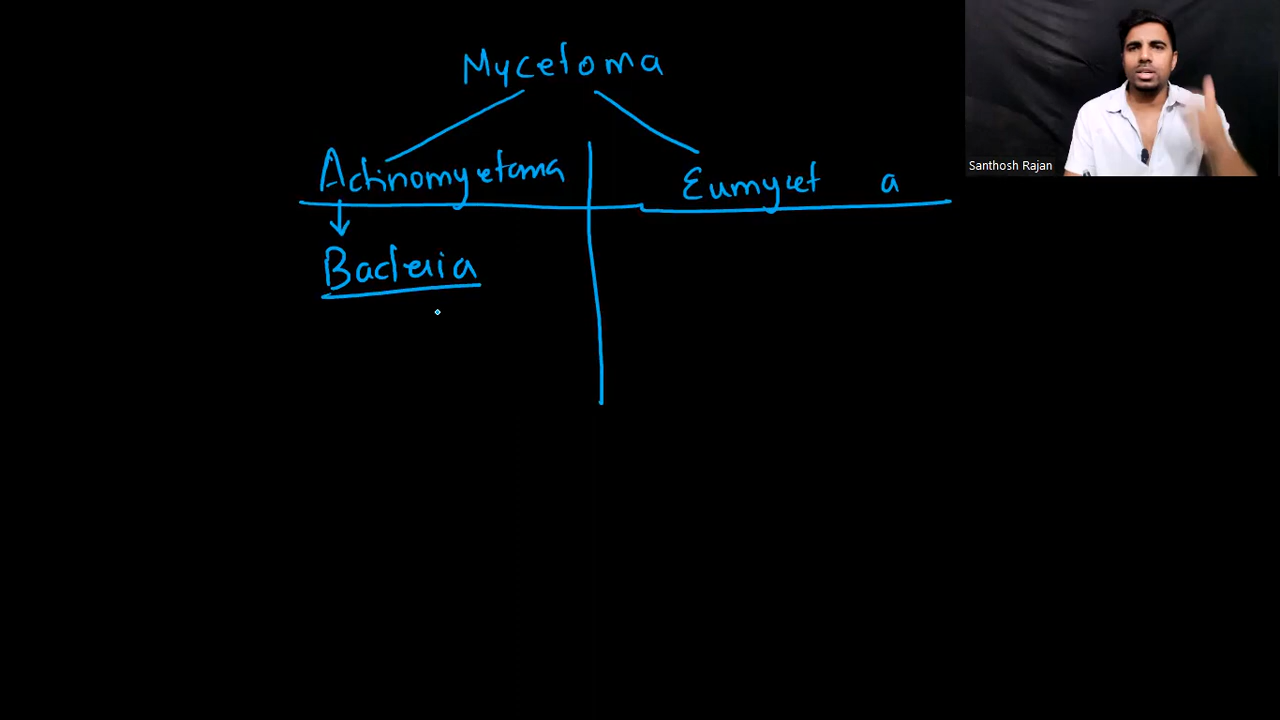 Mycetoma
Santhosh Rajan
Actinomycetoma
Eumycet a
Bacteria